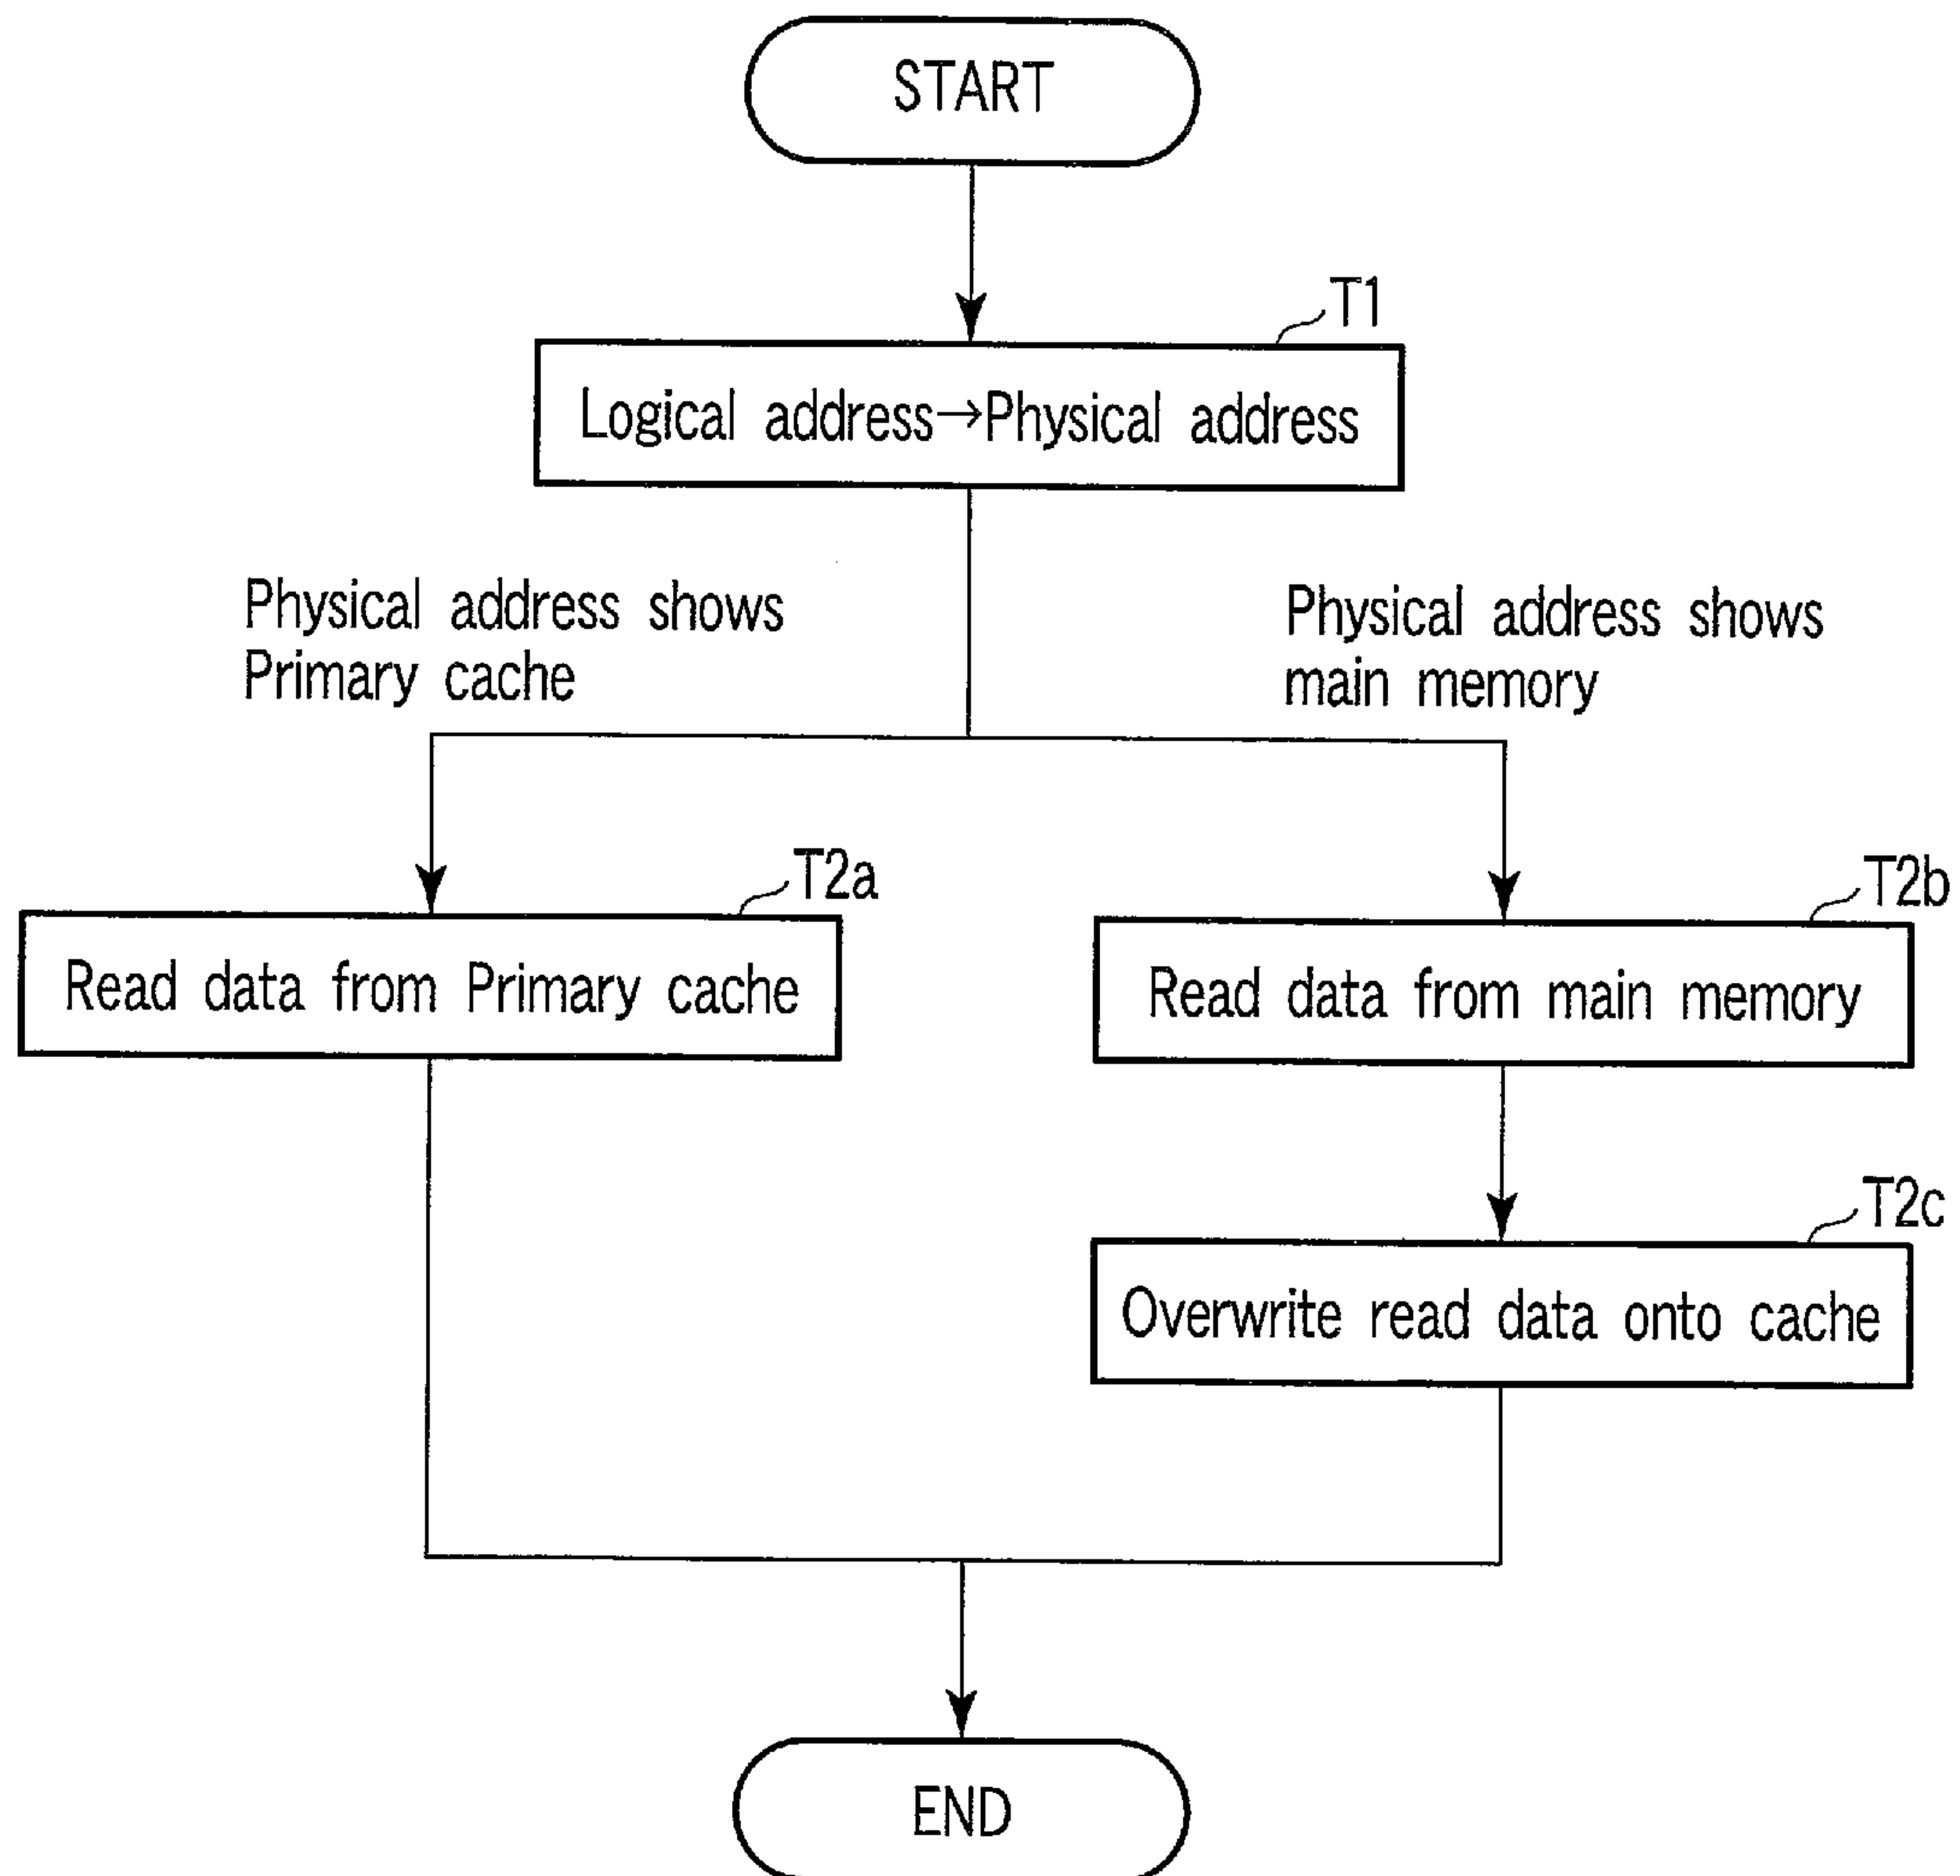 START
T1
Logical address→Physical address
Physical address shows
Primary cache
Physical address shows
main memory
T2a
Read data from Primary cache
T2b
Read data from main memory
T2c
Overwrite read data onto cache
END